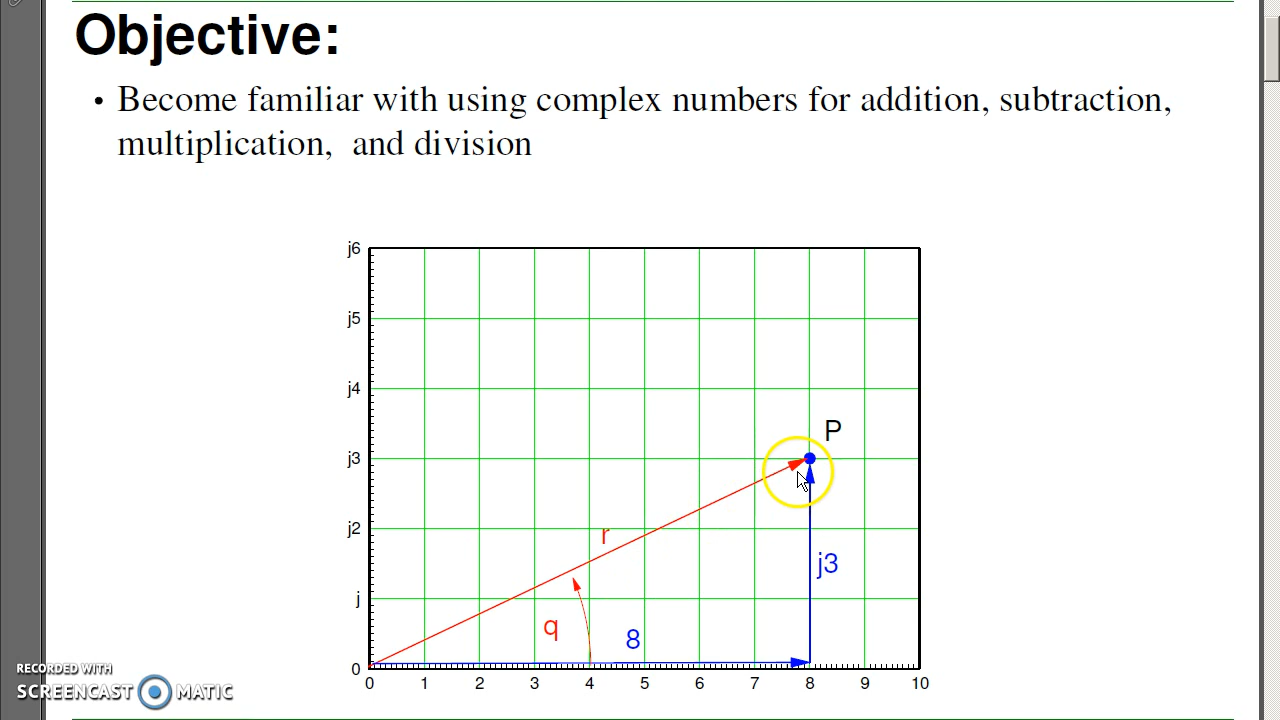 Objective:
• Become familiar with using complex numbers for addition, subtraction,
multiplication, and division
j6
j5
j4
P
j3
j2
r
j3
j
q
8
0
0 1 2 3 4 5 6 7 8 9 10
RECORDED WITH
SCREENCAST MATIC